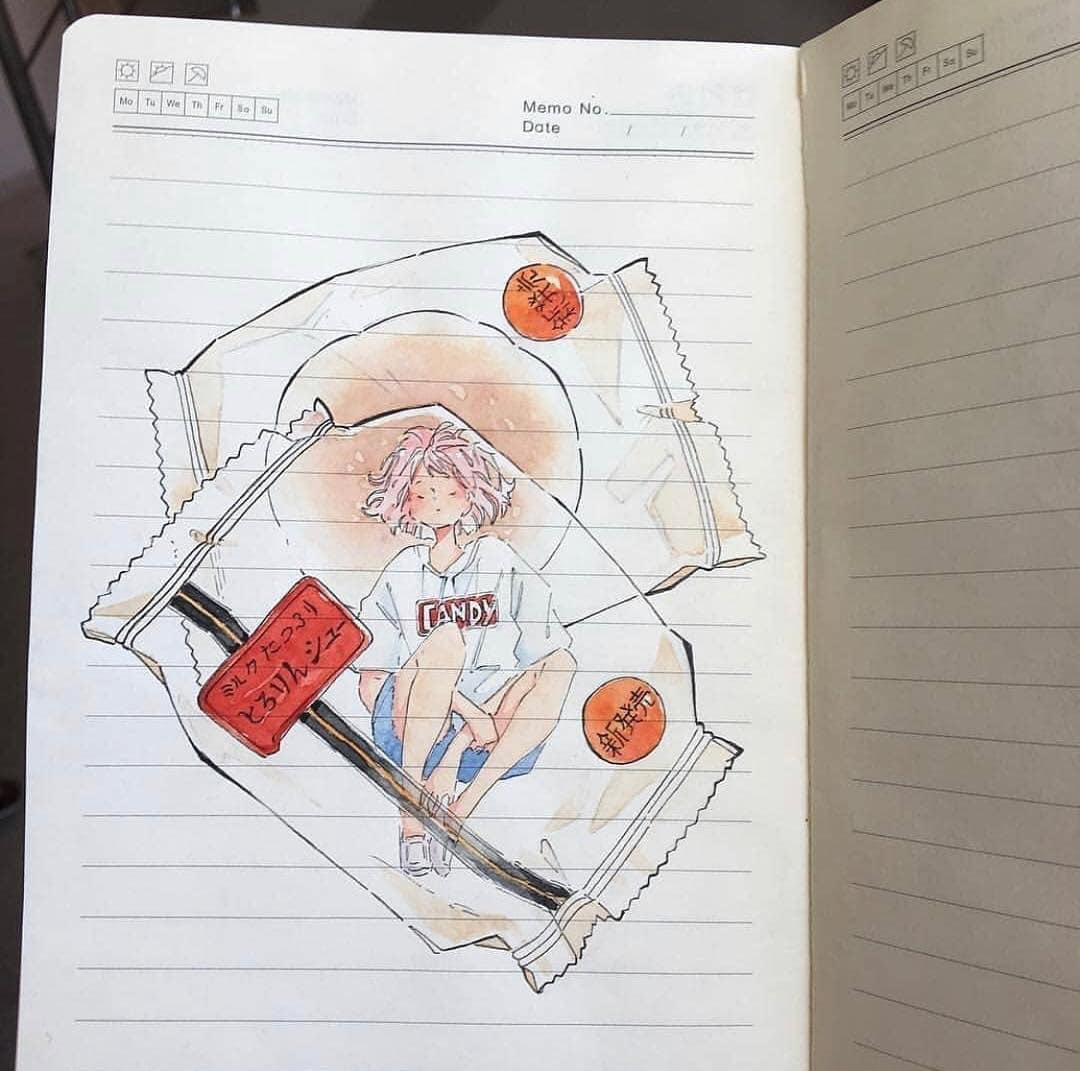 Mo Tu We Th Fr Sa Su
Memo No.
Date / /
Mo Tu We Th Fr Sa Su
新発売
CANDY
ミルクたっぷり
とろりんシュー
新発売